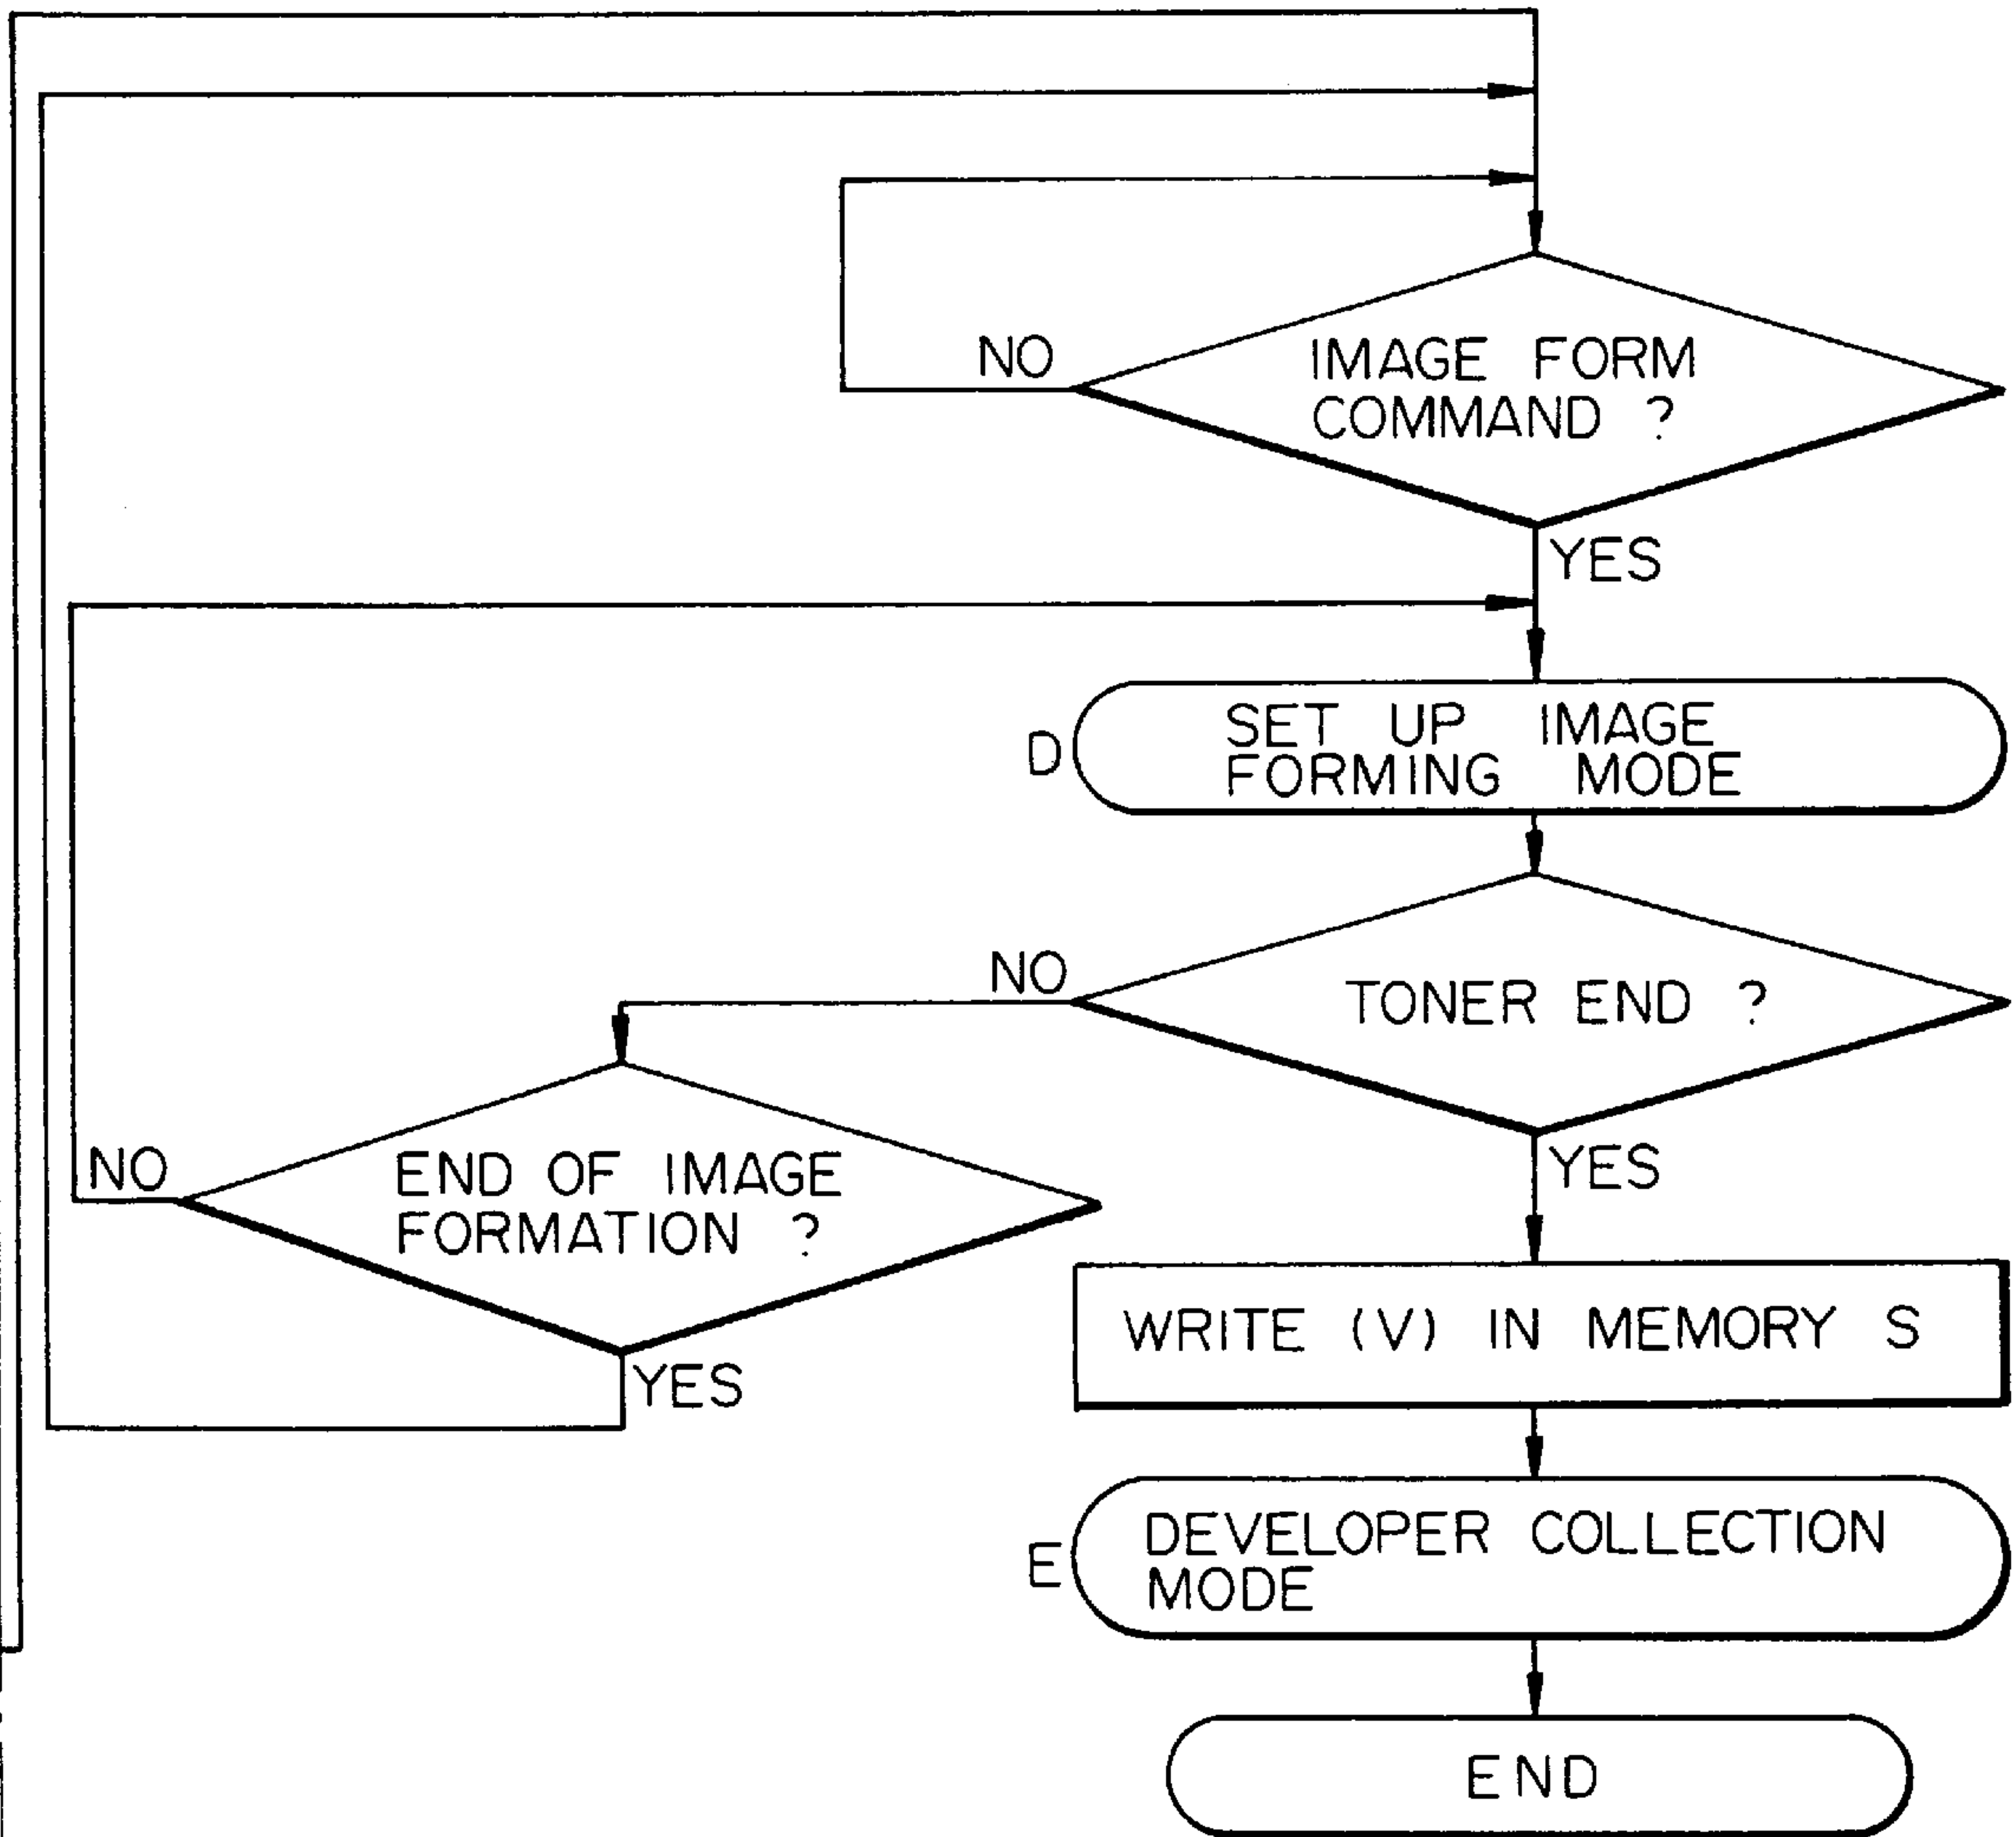 NO
IMAGE FORM
COMMAND ?
YES
D
SET UP IMAGE
FORMING MODE
NO
TONER END ?
YES
NO
END OF IMAGE
FORMATION ?
YES
WRITE (V) IN MEMORY S
E
DEVELOPER COLLECTION
MODE
END